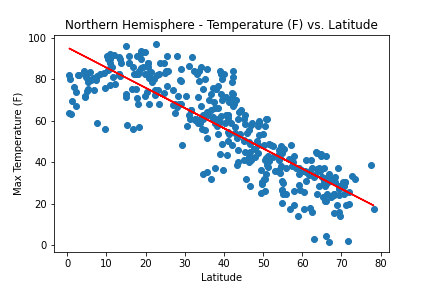 Northern Hemisphere - Temperature (F) vs. Latitude
100
80
60
40
20
0
Max Temperature (F)
0 10 20 30 40 50 60 70 80
Latitude